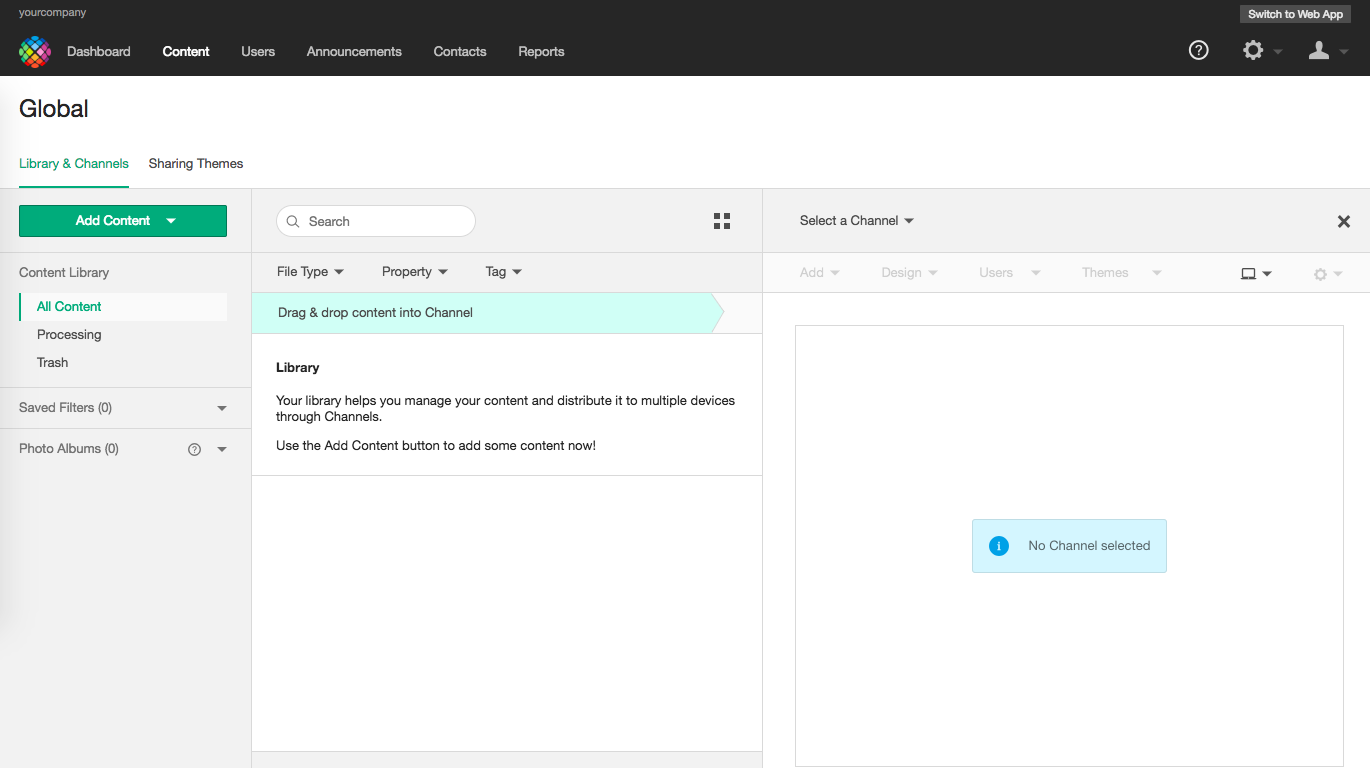 yourcompany
Switch to Web App
Dashboard Content Users Announcements Contacts Reports
Global
Library & Channels Sharing Themes
Add Content
Search
Select a Channel
Content Library
File Type Property Tag
Add Design Users Themes
All Content
Processing
Trash
Drag & drop content into Channel
Library
Your library helps you manage your content and distribute it to multiple devices
through Channels.
Use the Add Content button to add some content now!
Saved Filters (0)
Photo Albums (0)
No Channel selected